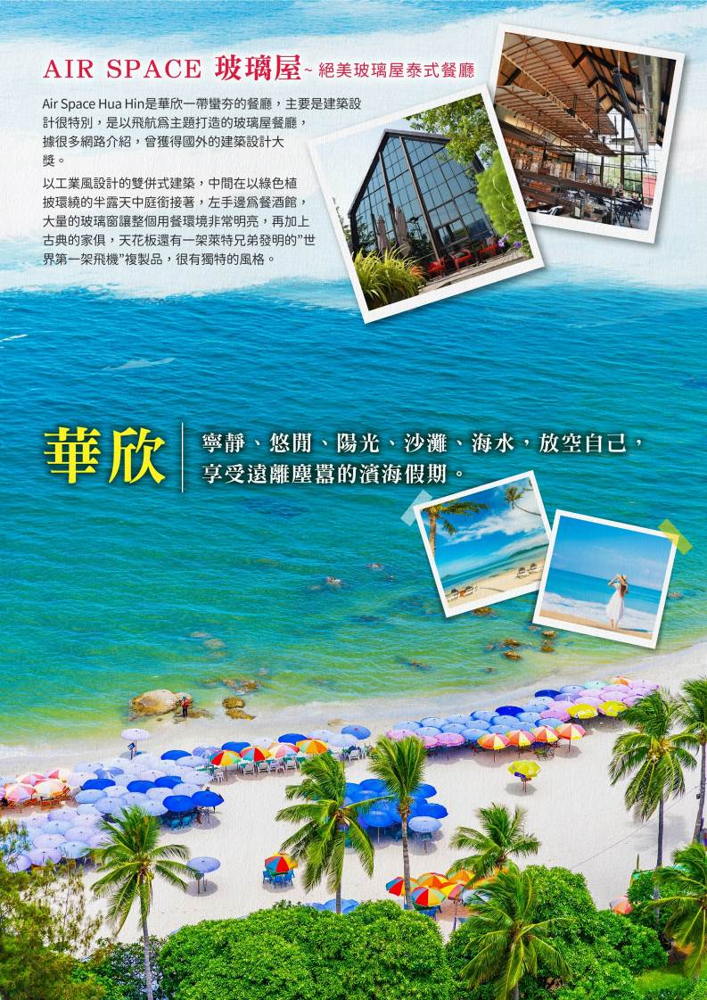 AIR SPACE 玻璃屋~ 絕美玻璃屋泰式餐廳
Air Space Hua Hin是華欣一帶蠻夯的餐廳，主要是建築設
計很特別，是以飛航爲主題打造的玻璃屋餐廳，
據很多網路介紹，曾獲得國外的建築設計大
獎。
以工業風設計的雙併式建築，中間在以綠色植
披環繞的半露天中庭銜接著，左手邊爲餐酒館，
大量的玻璃窗讓整個用餐環境非常明亮，再加上
古典的家俱，天花板還有一架萊特兄弟發明的”世
界第一架飛機”複製品，很有獨特的風格。
華欣
寧靜、悠閒、陽光、沙灘、海水，放空自己，
享受遠離塵囂的濱海假期。